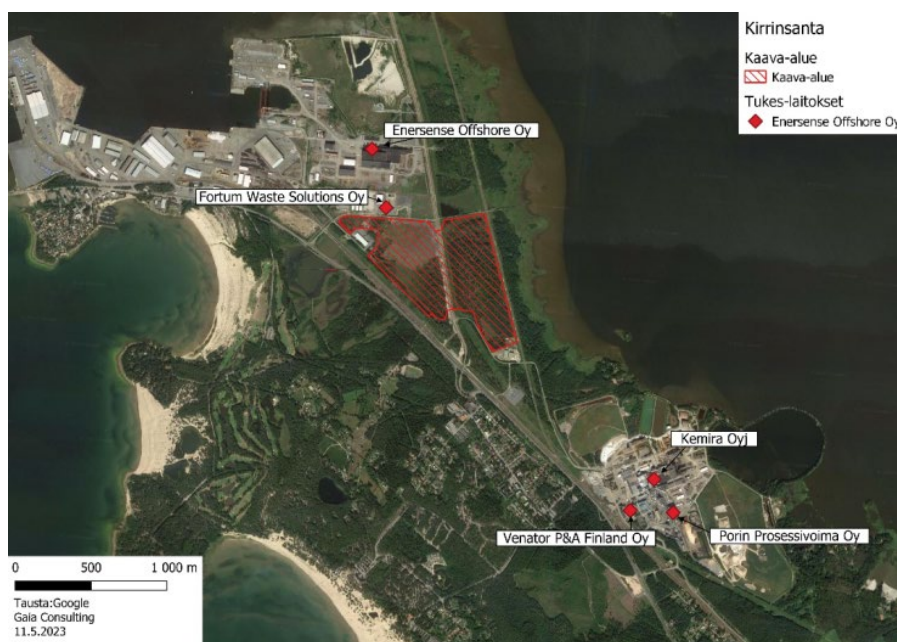 Kirrinsanta
Kaava-alue
Kaava-alue
Tukes-laitokset
Enersense Offshore Oy
Enersense Offshore Oy
Fortum Waste Solutions Oy
Kemira Oyj
Venator P&A Finland Oy
Porin Prosessivoima Oy
0 500 1 000 m
Tausta:Google
Gaia Consulting
11.5.2023